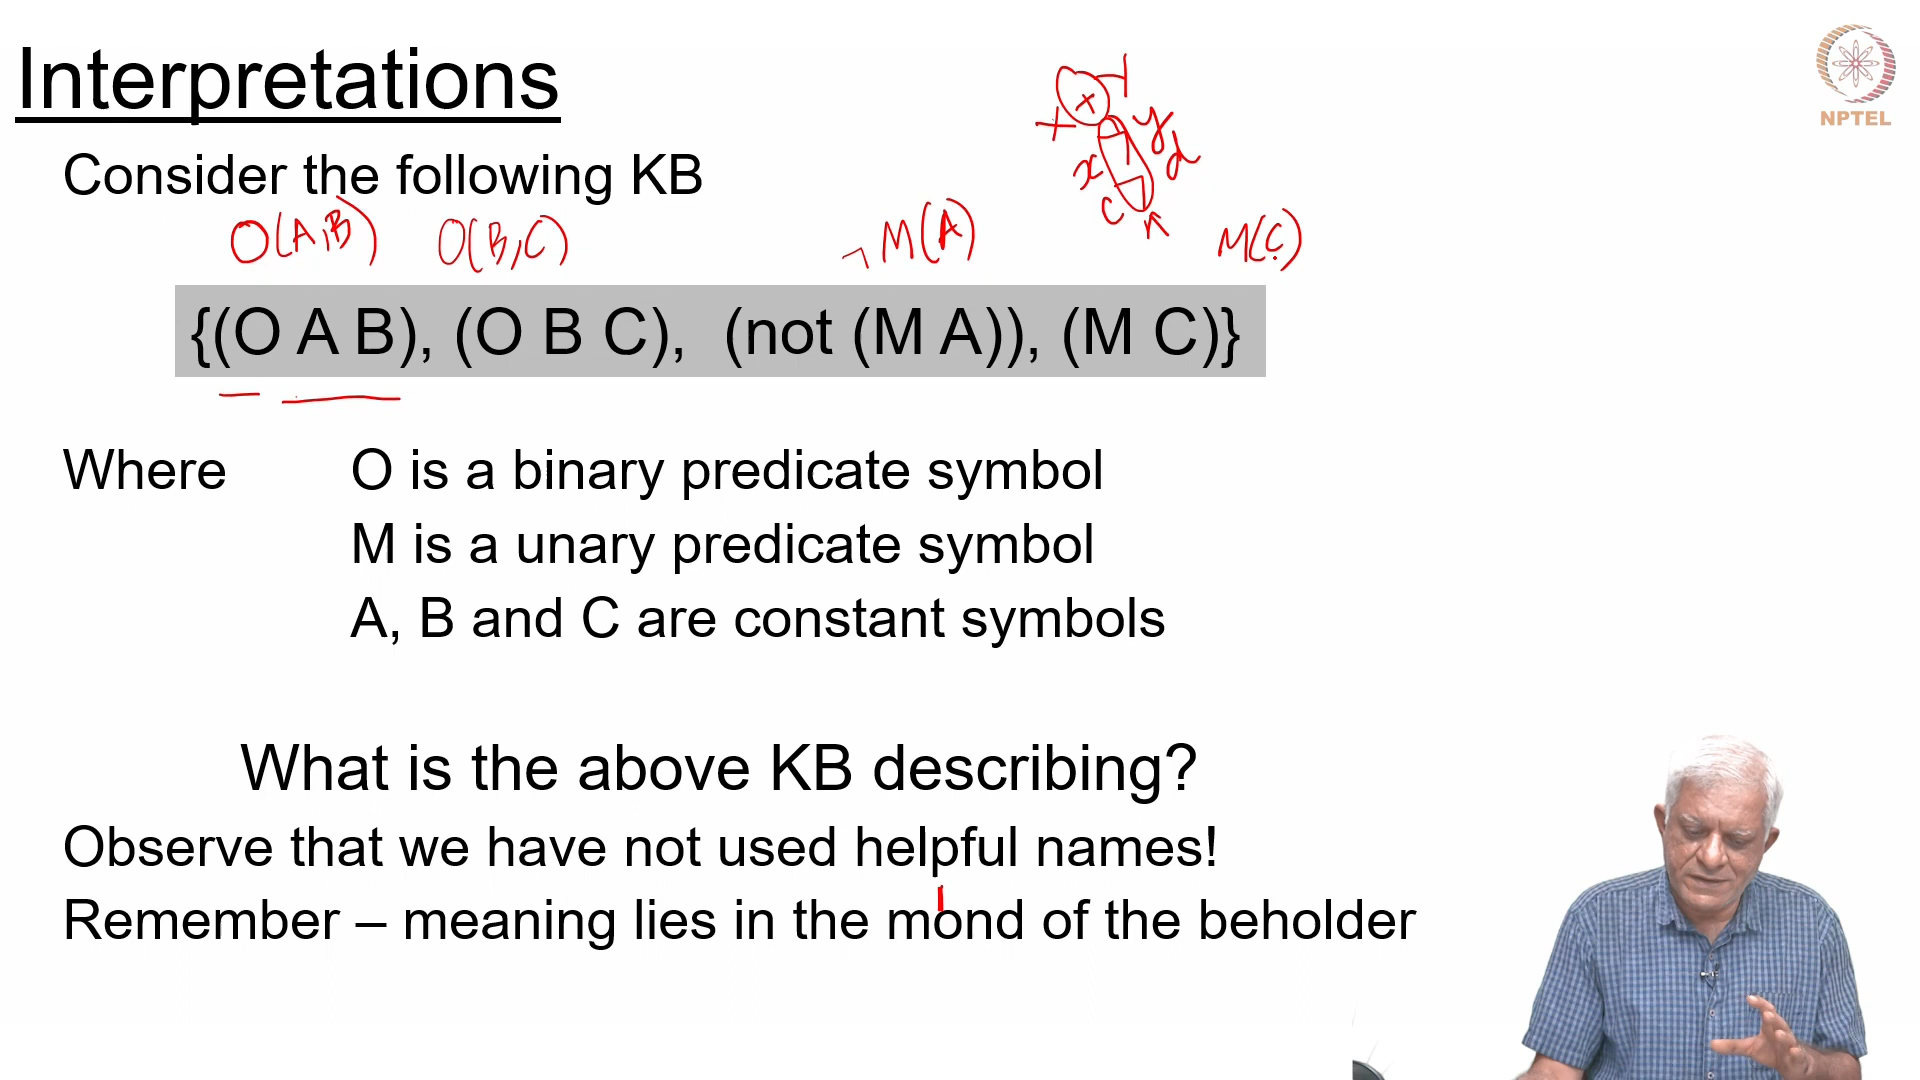 Interpretations
NPTEL
Consider the following KB
O(A,B) O(B,C) ¬ M(A) M(C)
{(O A B), (O B C), (not (M A)), (M C)}
Where O is a binary predicate symbol
M is a unary predicate symbol
A, B and C are constant symbols
What is the above KB describing?
Observe that we have not used helpful names!
Remember – meaning lies in the mond of the beholder